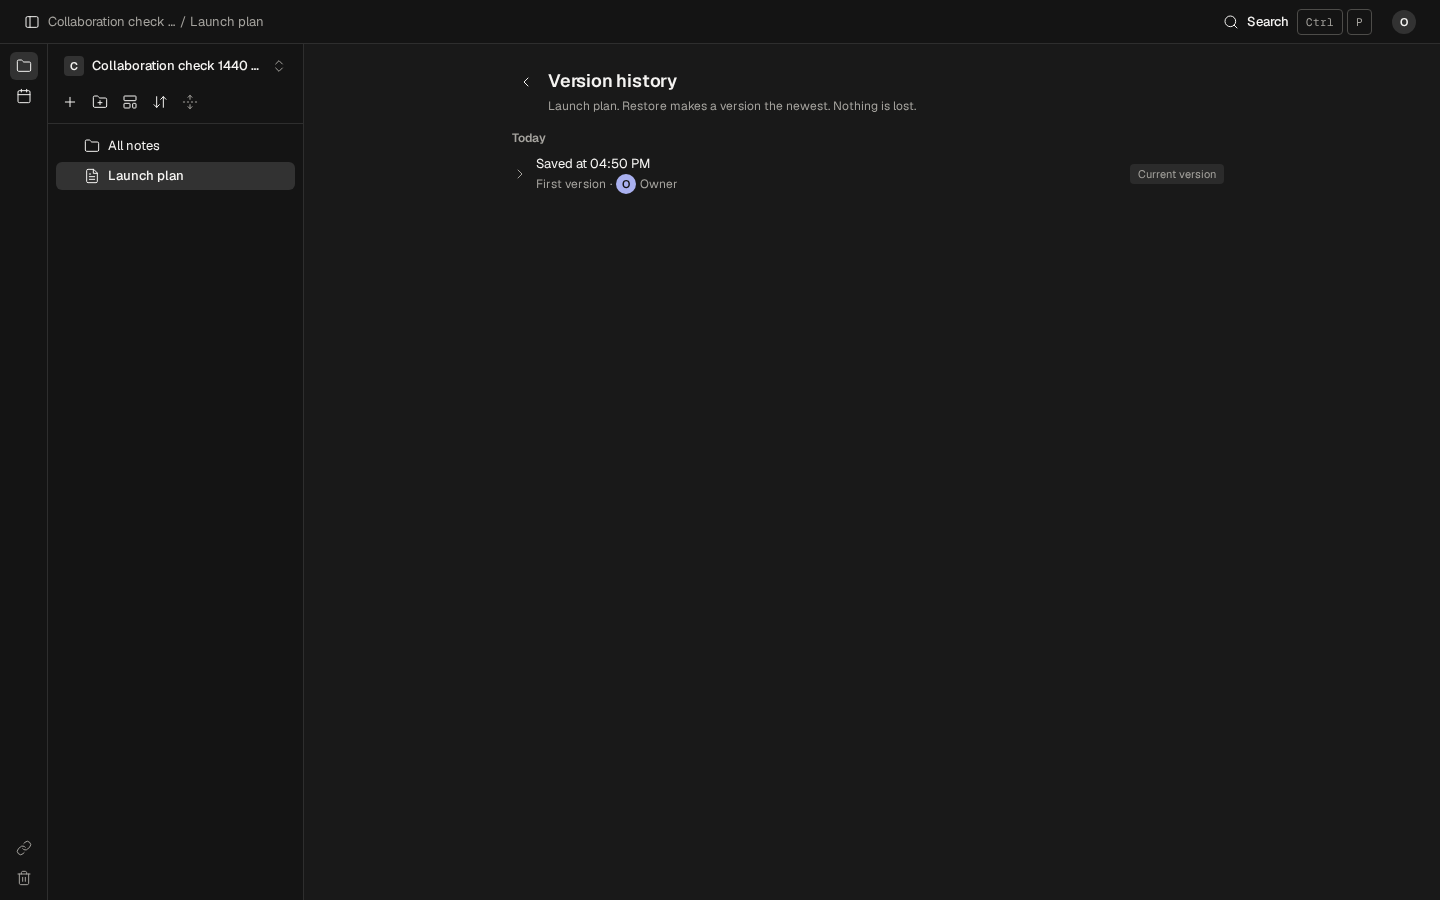 Collaboration check ... / Launch plan
Search Ctrl P
O
C Collaboration check 1440 ...
All notes
Launch plan
Version history
Launch plan. Restore makes a version the newest. Nothing is lost.
Today
Saved at 04:50 PM
First version · O Owner
Current version